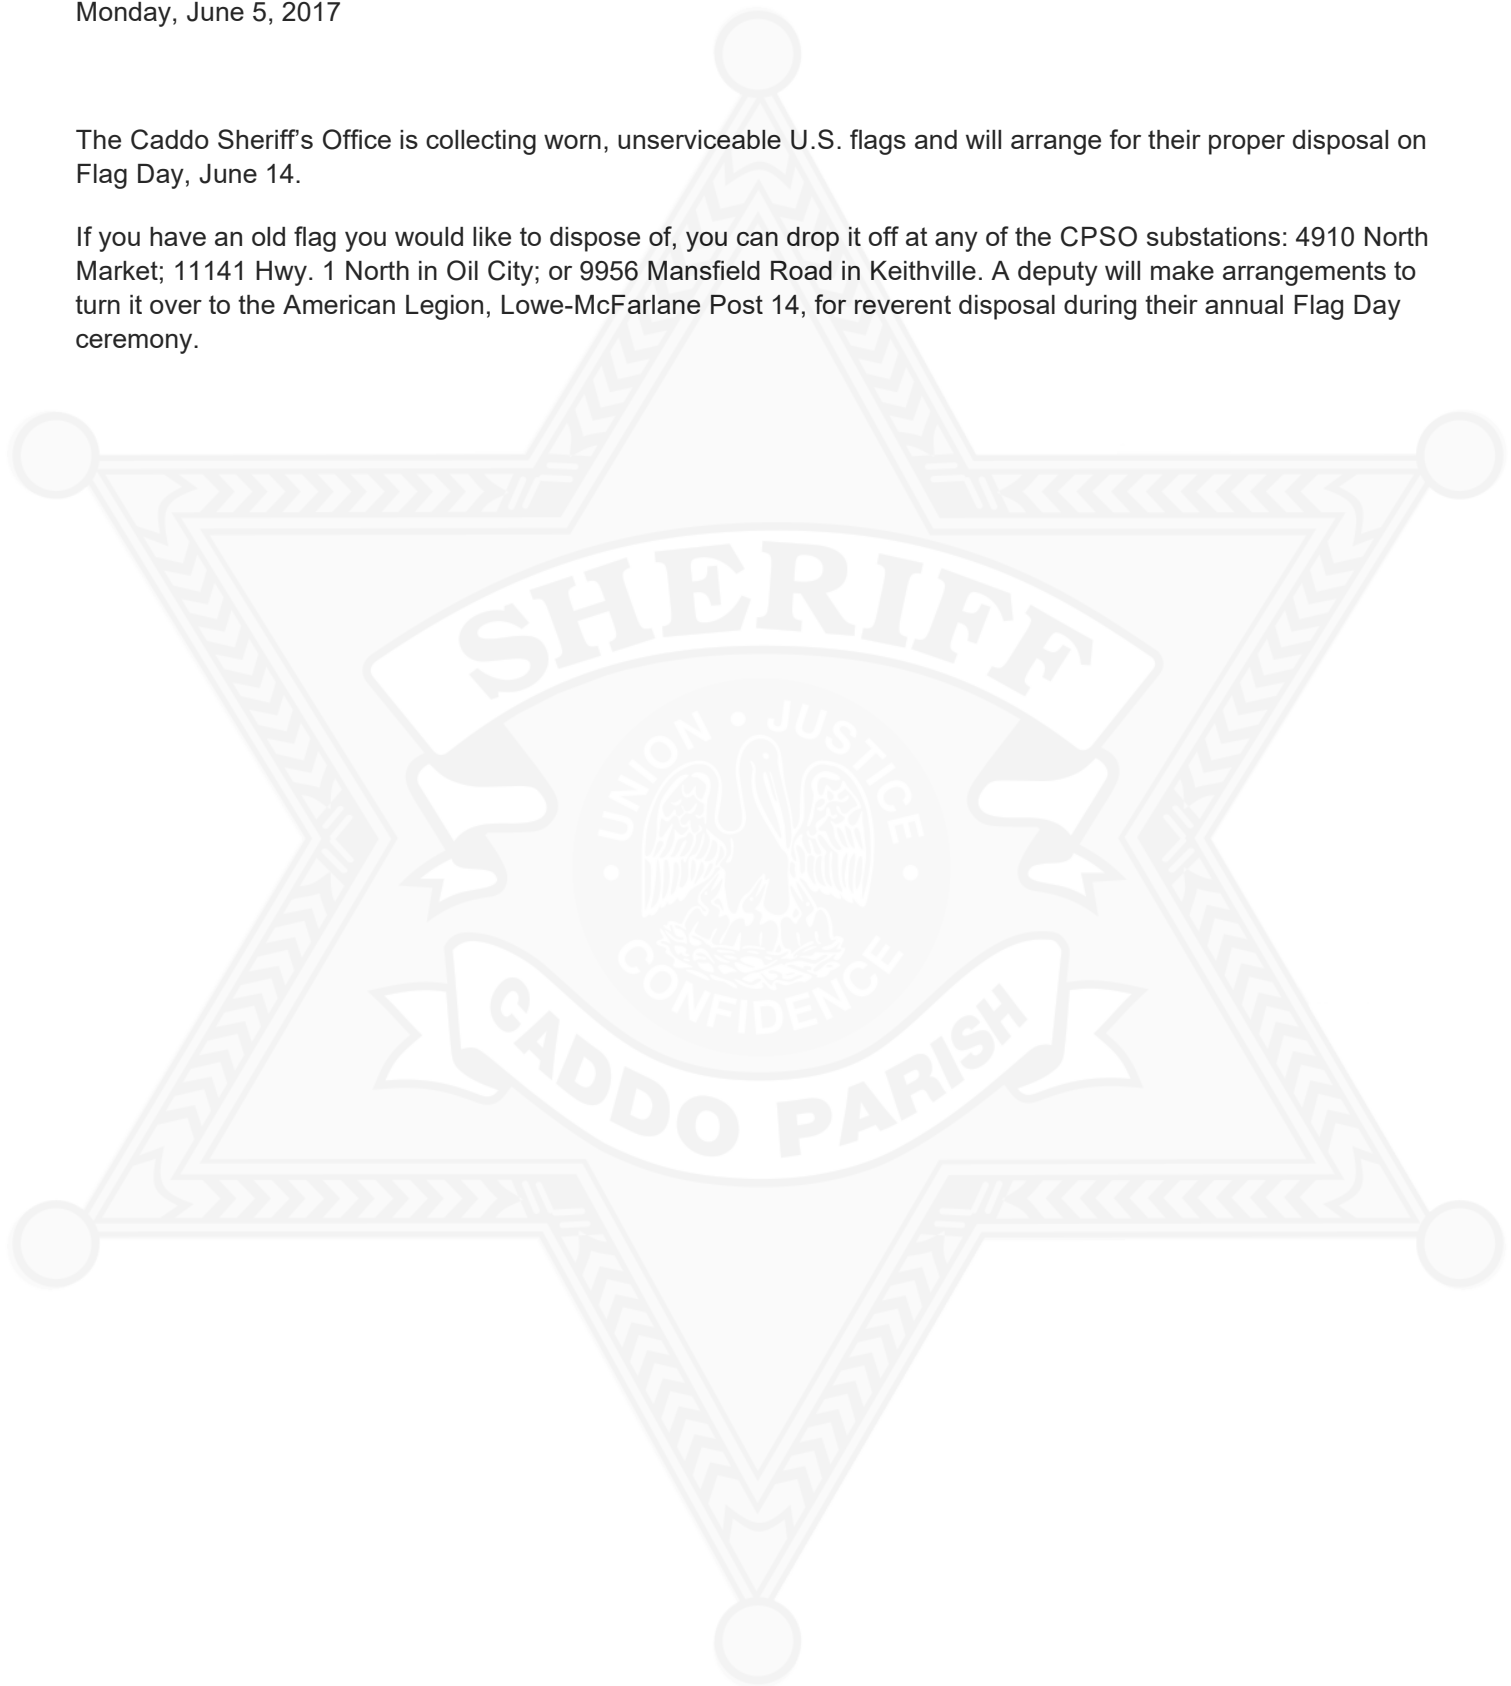 Monday, June 5, 2017
The Caddo Sheriff’s Office is collecting worn, unserviceable U.S. flags and will arrange for their proper disposal on
Flag Day, June 14.
If you have an old flag you would like to dispose of, you can drop it off at any of the CPSO substations: 4910 North
Market; 11141 Hwy. 1 North in Oil City; or 9956 Mansfield Road in Keithville. A deputy will make arrangements to
turn it over to the American Legion, Lowe-McFarlane Post 14, for reverent disposal during their annual Flag Day
ceremony.
SHERIFF
UNION • JUSTICE
• CONFIDENCE •
CADDO PARISH